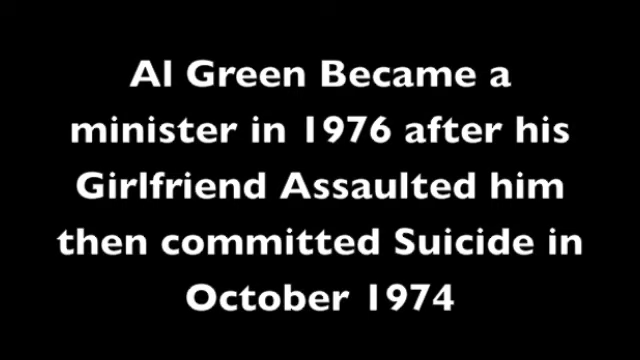 Al Green Became a
minister in 1976 after his
Girlfriend Assaulted him
then committed Suicide in
October 1974